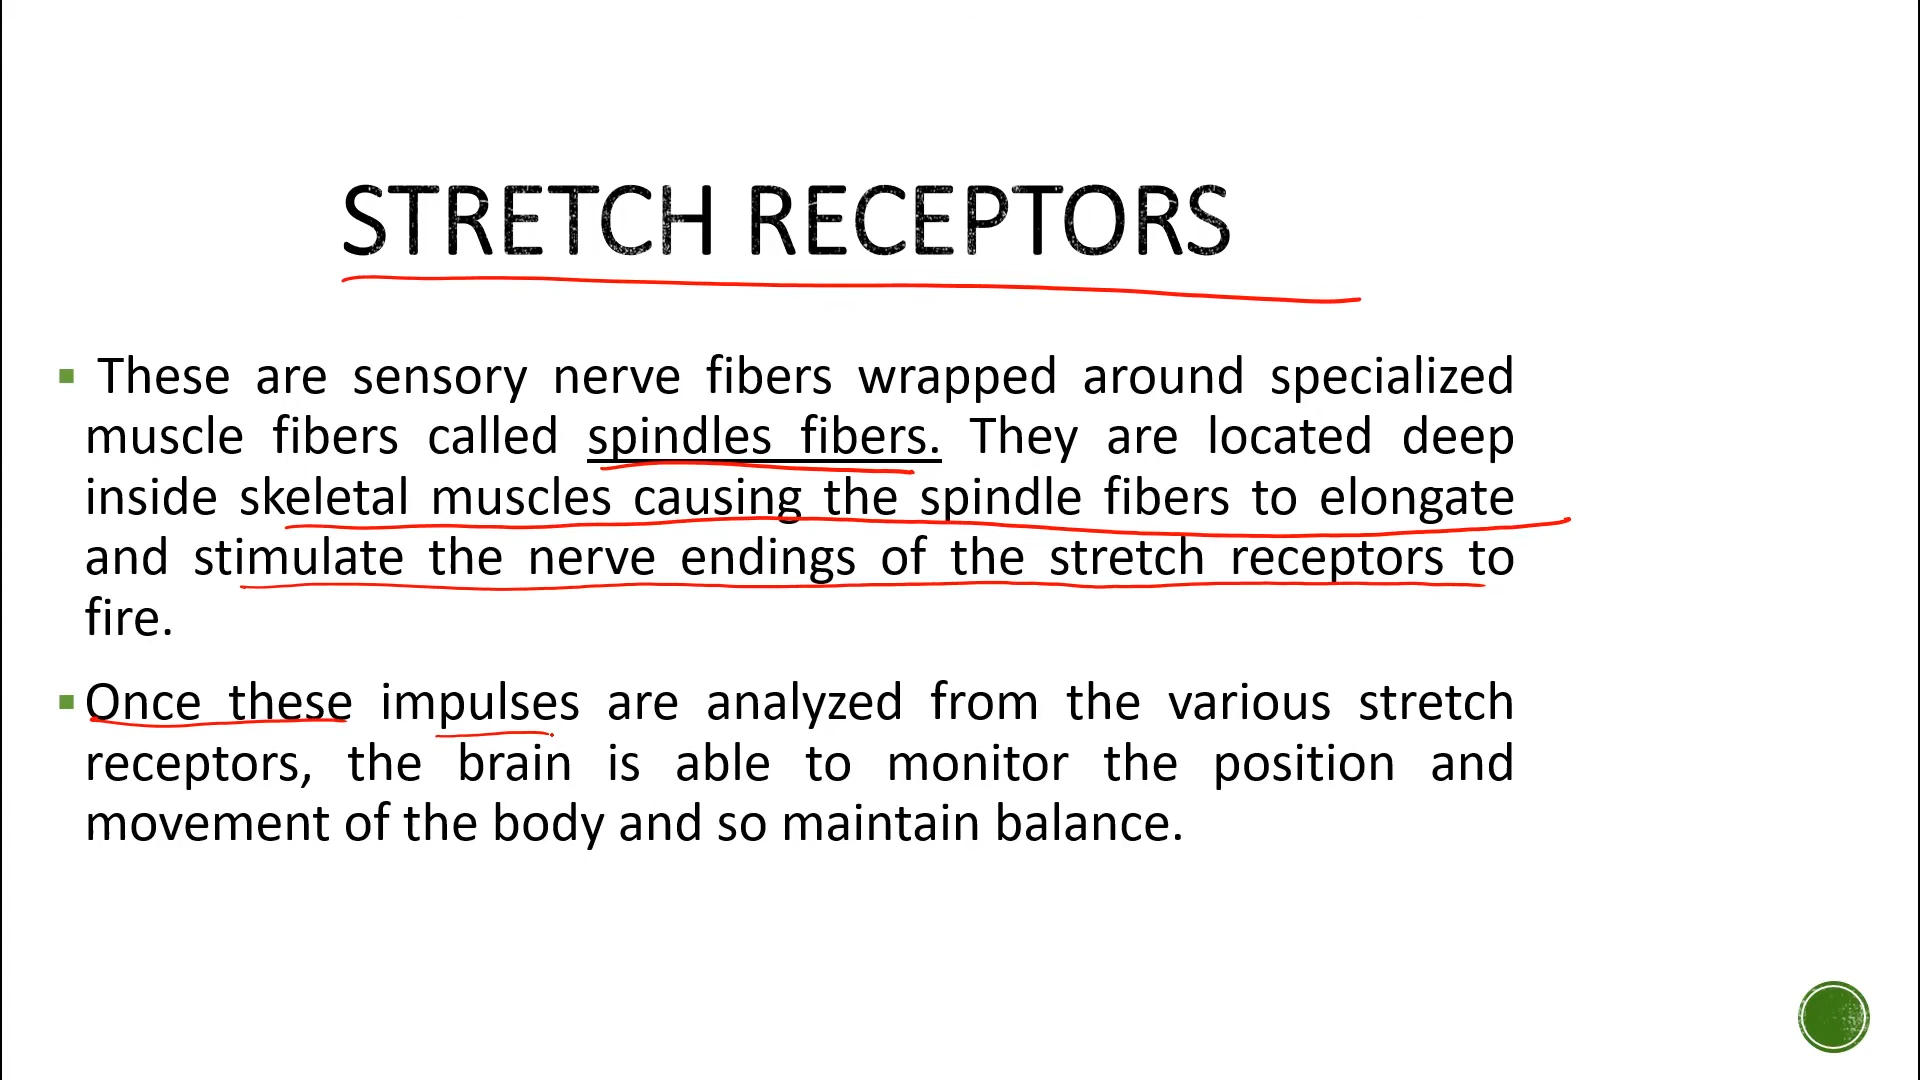 STRETCH RECEPTORS
▪ These are sensory nerve fibers wrapped around specialized
muscle fibers called spindles fibers. They are located deep
inside skeletal muscles causing the spindle fibers to elongate
and stimulate the nerve endings of the stretch receptors to
fire.
▪ Once these impulses are analyzed from the various stretch
receptors, the brain is able to monitor the position and
movement of the body and so maintain balance.